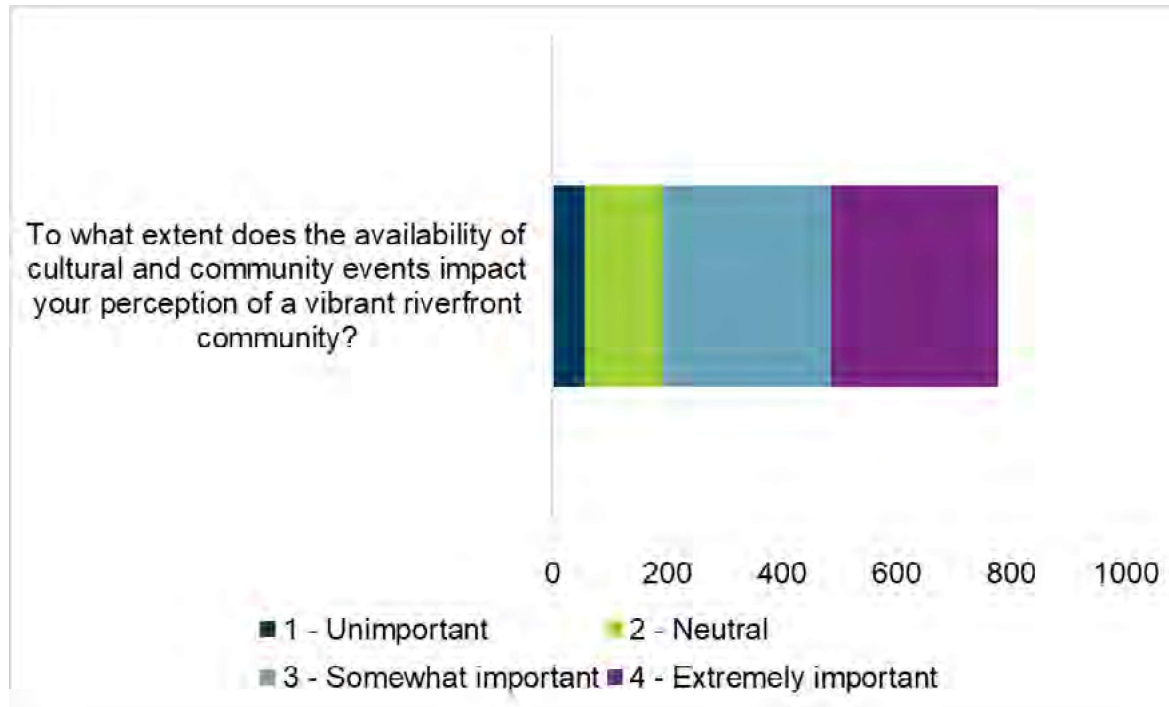 To what extent does the availability of
cultural and community events impact
your perception of a vibrant riverfront
community?
0 200 400 600 800 1000
1 - Unimportant 2 - Neutral
3 - Somewhat important 4 - Extremely important